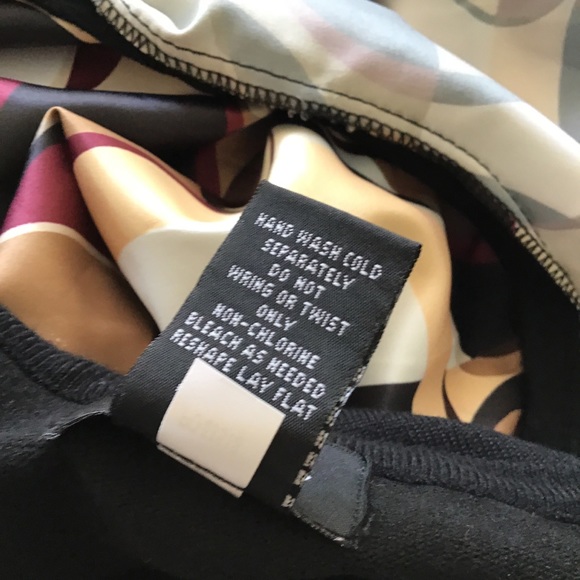 HAND WASH COLD
SEPARATELY
DO NOT
WRING OR TWIST
ONLY
NON-CHLORINE
BLEACH AS NEEDED
RESHAPE LAY FLAT